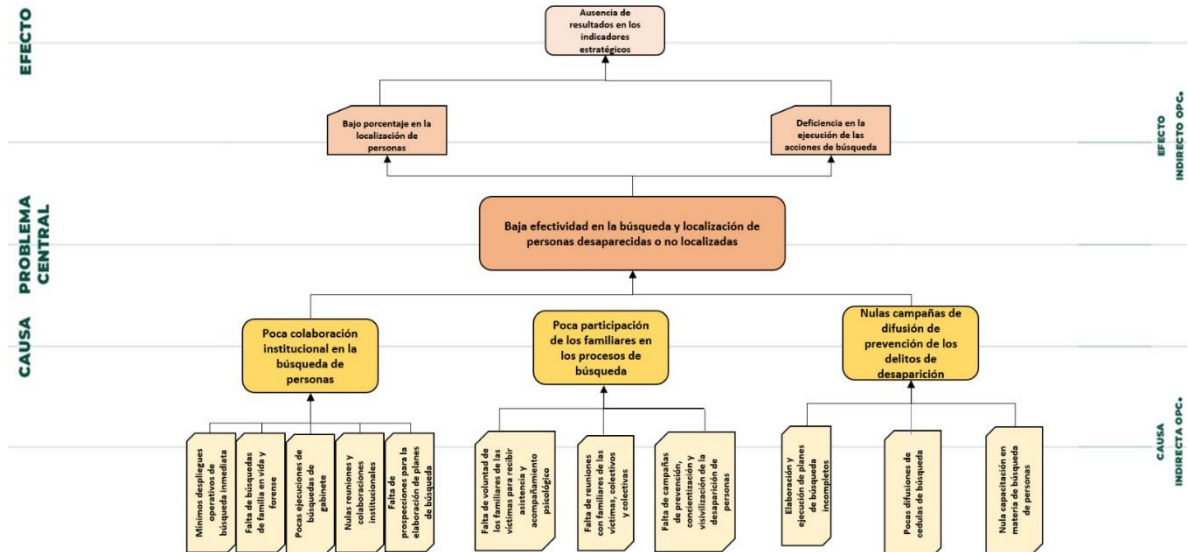 EFECTO
Ausencia de
resultados en los
indicadores
estratégicos
Bajo porcentaje en la
localización de
personas
Deficiencia en la
ejecución de las
acciones de búsqueda
EFECTO
INDIRECTO OPC.
PROBLEMA
CENTRAL
Baja efectividad en la búsqueda y localización de
personas desaparecidas o no localizadas
CAUSA
Poca colaboración
institucional en la
búsqueda de
personas
Poca participación
de los familiares en
los procesos de
búsqueda
Nulas campañas de
difusión de
prevención de los
delitos de
desaparición
CAUSA
INDIRECTA OPC.
Mínimos despliegues
operativos de
búsqueda inmediata
Falta de búsquedas
de familia en vida y
forense
Pocas ejecuciones de
búsquedas de
gabinete
Nulas reuniones y
colaboraciones
institucionales
Falta de
prospecciones para la
elaboración de planes
de búsqueda
Falta de voluntad de
los familiares de las
víctimas para recibir
asistencia y
acompañamiento
psicológico
Falta de reuniones
con familiares de las
víctimas, colectivos
y colectivas
Falta de campañas
de prevención,
concientización y
visivilización de la
desaparición de
personas
Elaboración y
ejecución de planes
de búsqueda
incompletos
Pocas difusiones de
cedulas de búsqueda
Nula capacitación en
materia de búsqueda
de personas